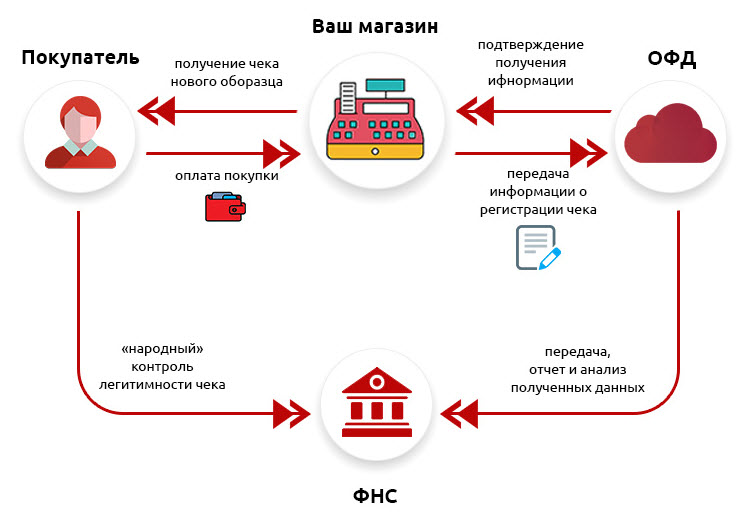 Ваш магазин
Покупатель
ОФД
получение чека
нового оборазца
подтверждение
получения
ифнормации
оплата покупки
передача
информации о
регистрации чека
«народный»
контроль
легитимности чека
передача,
отчет и анализ
полученных данных
ФНС